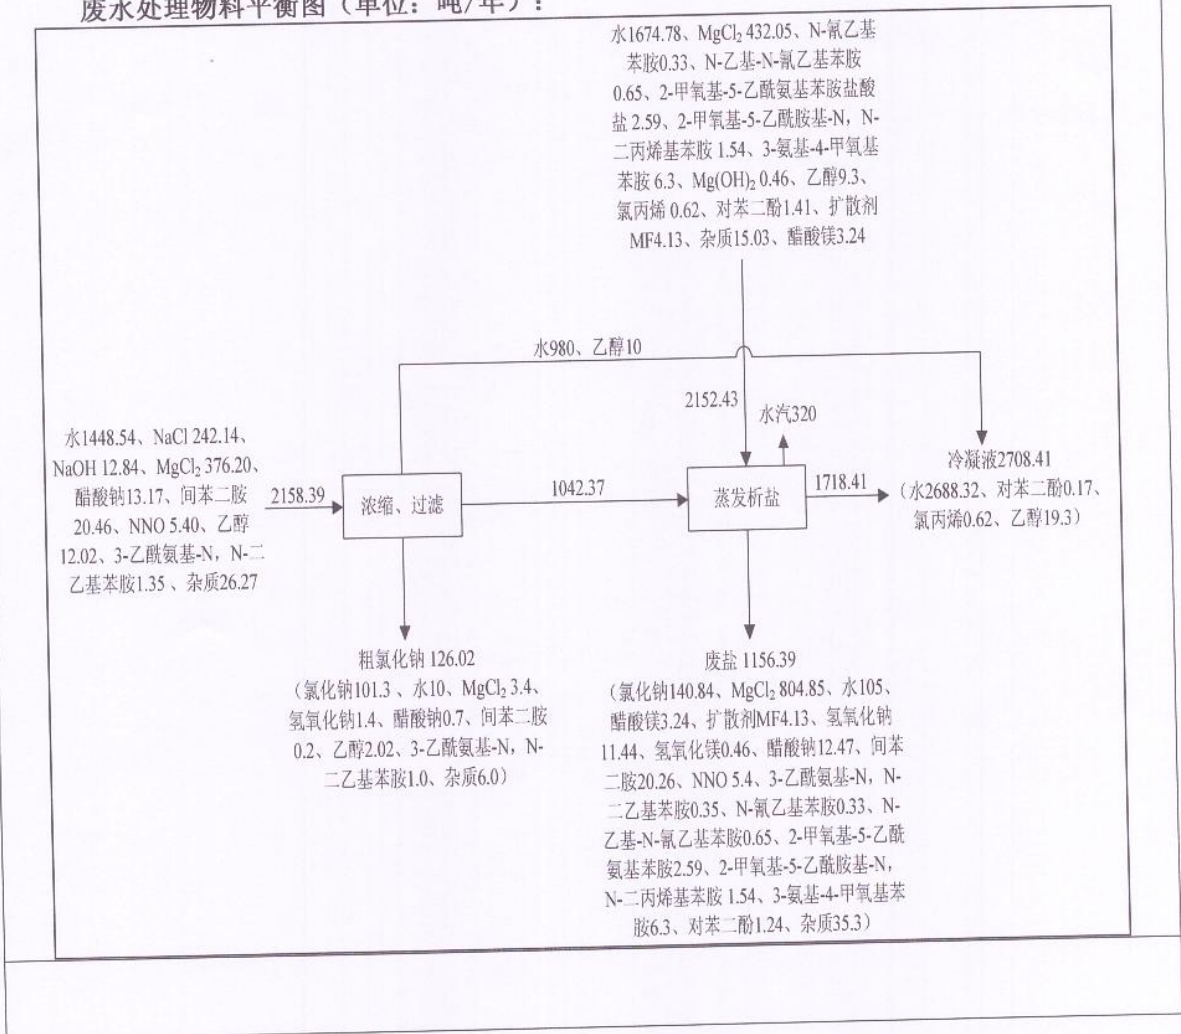 废水处理物料平衡图（单位：吨/年）：
水1674.78、MgCl₂ 432.05、N-氰乙基
苯胺0.33、N-乙基-N-氰乙基苯胺
0.65、2-甲氧基-5-乙酰氨基苯胺盐酸
盐 2.59、2-甲氧基-5-乙酰胺基-N，N-
二丙烯基苯胺 1.54、3-氨基-4-甲氧基
苯胺 6.3、Mg(OH)₂ 0.46、乙醇9.3、
氯丙烯 0.62、对苯二酚1.41、扩散剂
MF4.13、杂质15.03、醋酸镁3.24
水980、乙醇10
2152.43
水汽320
水1448.54、NaCl 242.14、
NaOH 12.84、MgCl₂ 376.20、
醋酸钠13.17、间苯二胺
20.46、NNO 5.40、乙醇
12.02、3-乙酰氨基-N，N-二
乙基苯胺1.35 、杂质26.27
2158.39
浓缩、过滤
1042.37
蒸发析盐
1718.41
冷凝液2708.41
（水2688.32、对苯二酚0.17、
氯丙烯0.62、乙醇19.3）
粗氯化钠 126.02
（氯化钠101.3 、水10、MgCl₂ 3.4、
氢氧化钠1.4、醋酸钠0.7、间苯二胺
0.2、乙醇2.02、3-乙酰氨基-N，N-
二乙基苯胺1.0、杂质6.0）
废盐 1156.39
（氯化钠140.84、MgCl₂ 804.85、水105、
醋酸镁3.24、扩散剂MF4.13、氢氧化钠
11.44、氢氧化镁0.46、醋酸钠12.47、间苯
二胺20.26、NNO 5.4、3-乙酰氨基-N，N-
二乙基苯胺0.35、N-氰乙基苯胺0.33、N-
乙基-N-氰乙基苯胺0.65、2-甲氧基-5-乙酰
氨基苯胺2.59、2-甲氧基-5-乙酰胺基-N，
N-二丙烯基苯胺 1.54、3-氨基-4-甲氧基苯
胺6.3、对苯二酚1.24、杂质35.3）